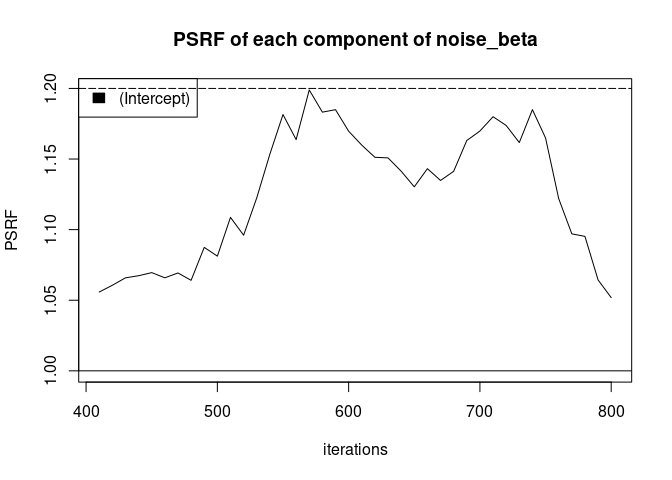 PSRF of each component of noise_beta
(Intercept)
PSRF
1.20
1.15
1.10
1.05
1.00
400 500 600 700 800
iterations